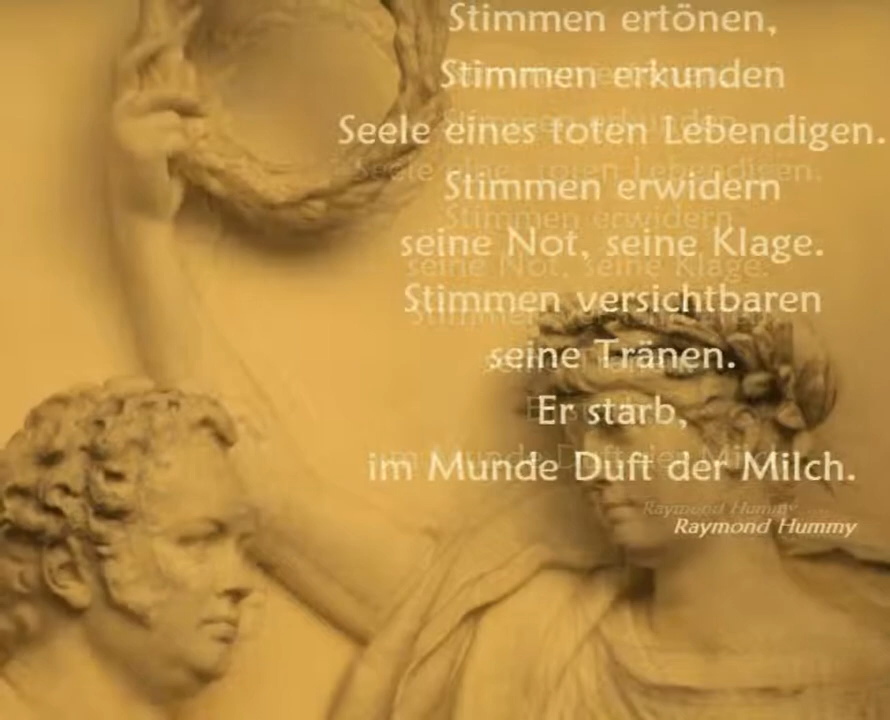 Stimmen ertönen,
Stimmen erkunden
Seele eines toten Lebendigen.
Stimmen erwidern
seine Not, seine Klage.
Stimmen versichtbaren
seine Tränen.
Er starb,
im Munde Duft der Milch.
Raymond Hummy